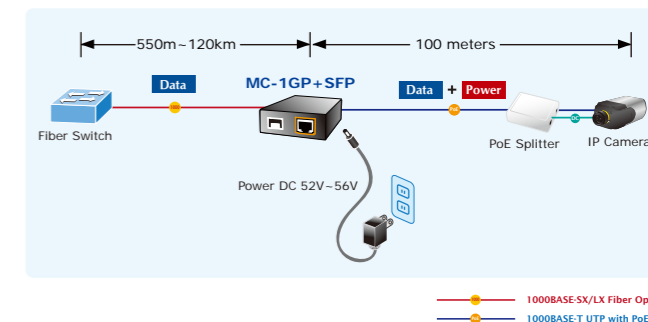 550m~120km
100 meters
Data
MC-1GP+SFP
Data + Power
Fiber Switch
PoE Splitter
IP Camera
Power DC 52V~56V
1000BASE-SX/LX Fiber Op
1000BASE-T UTP with PoE